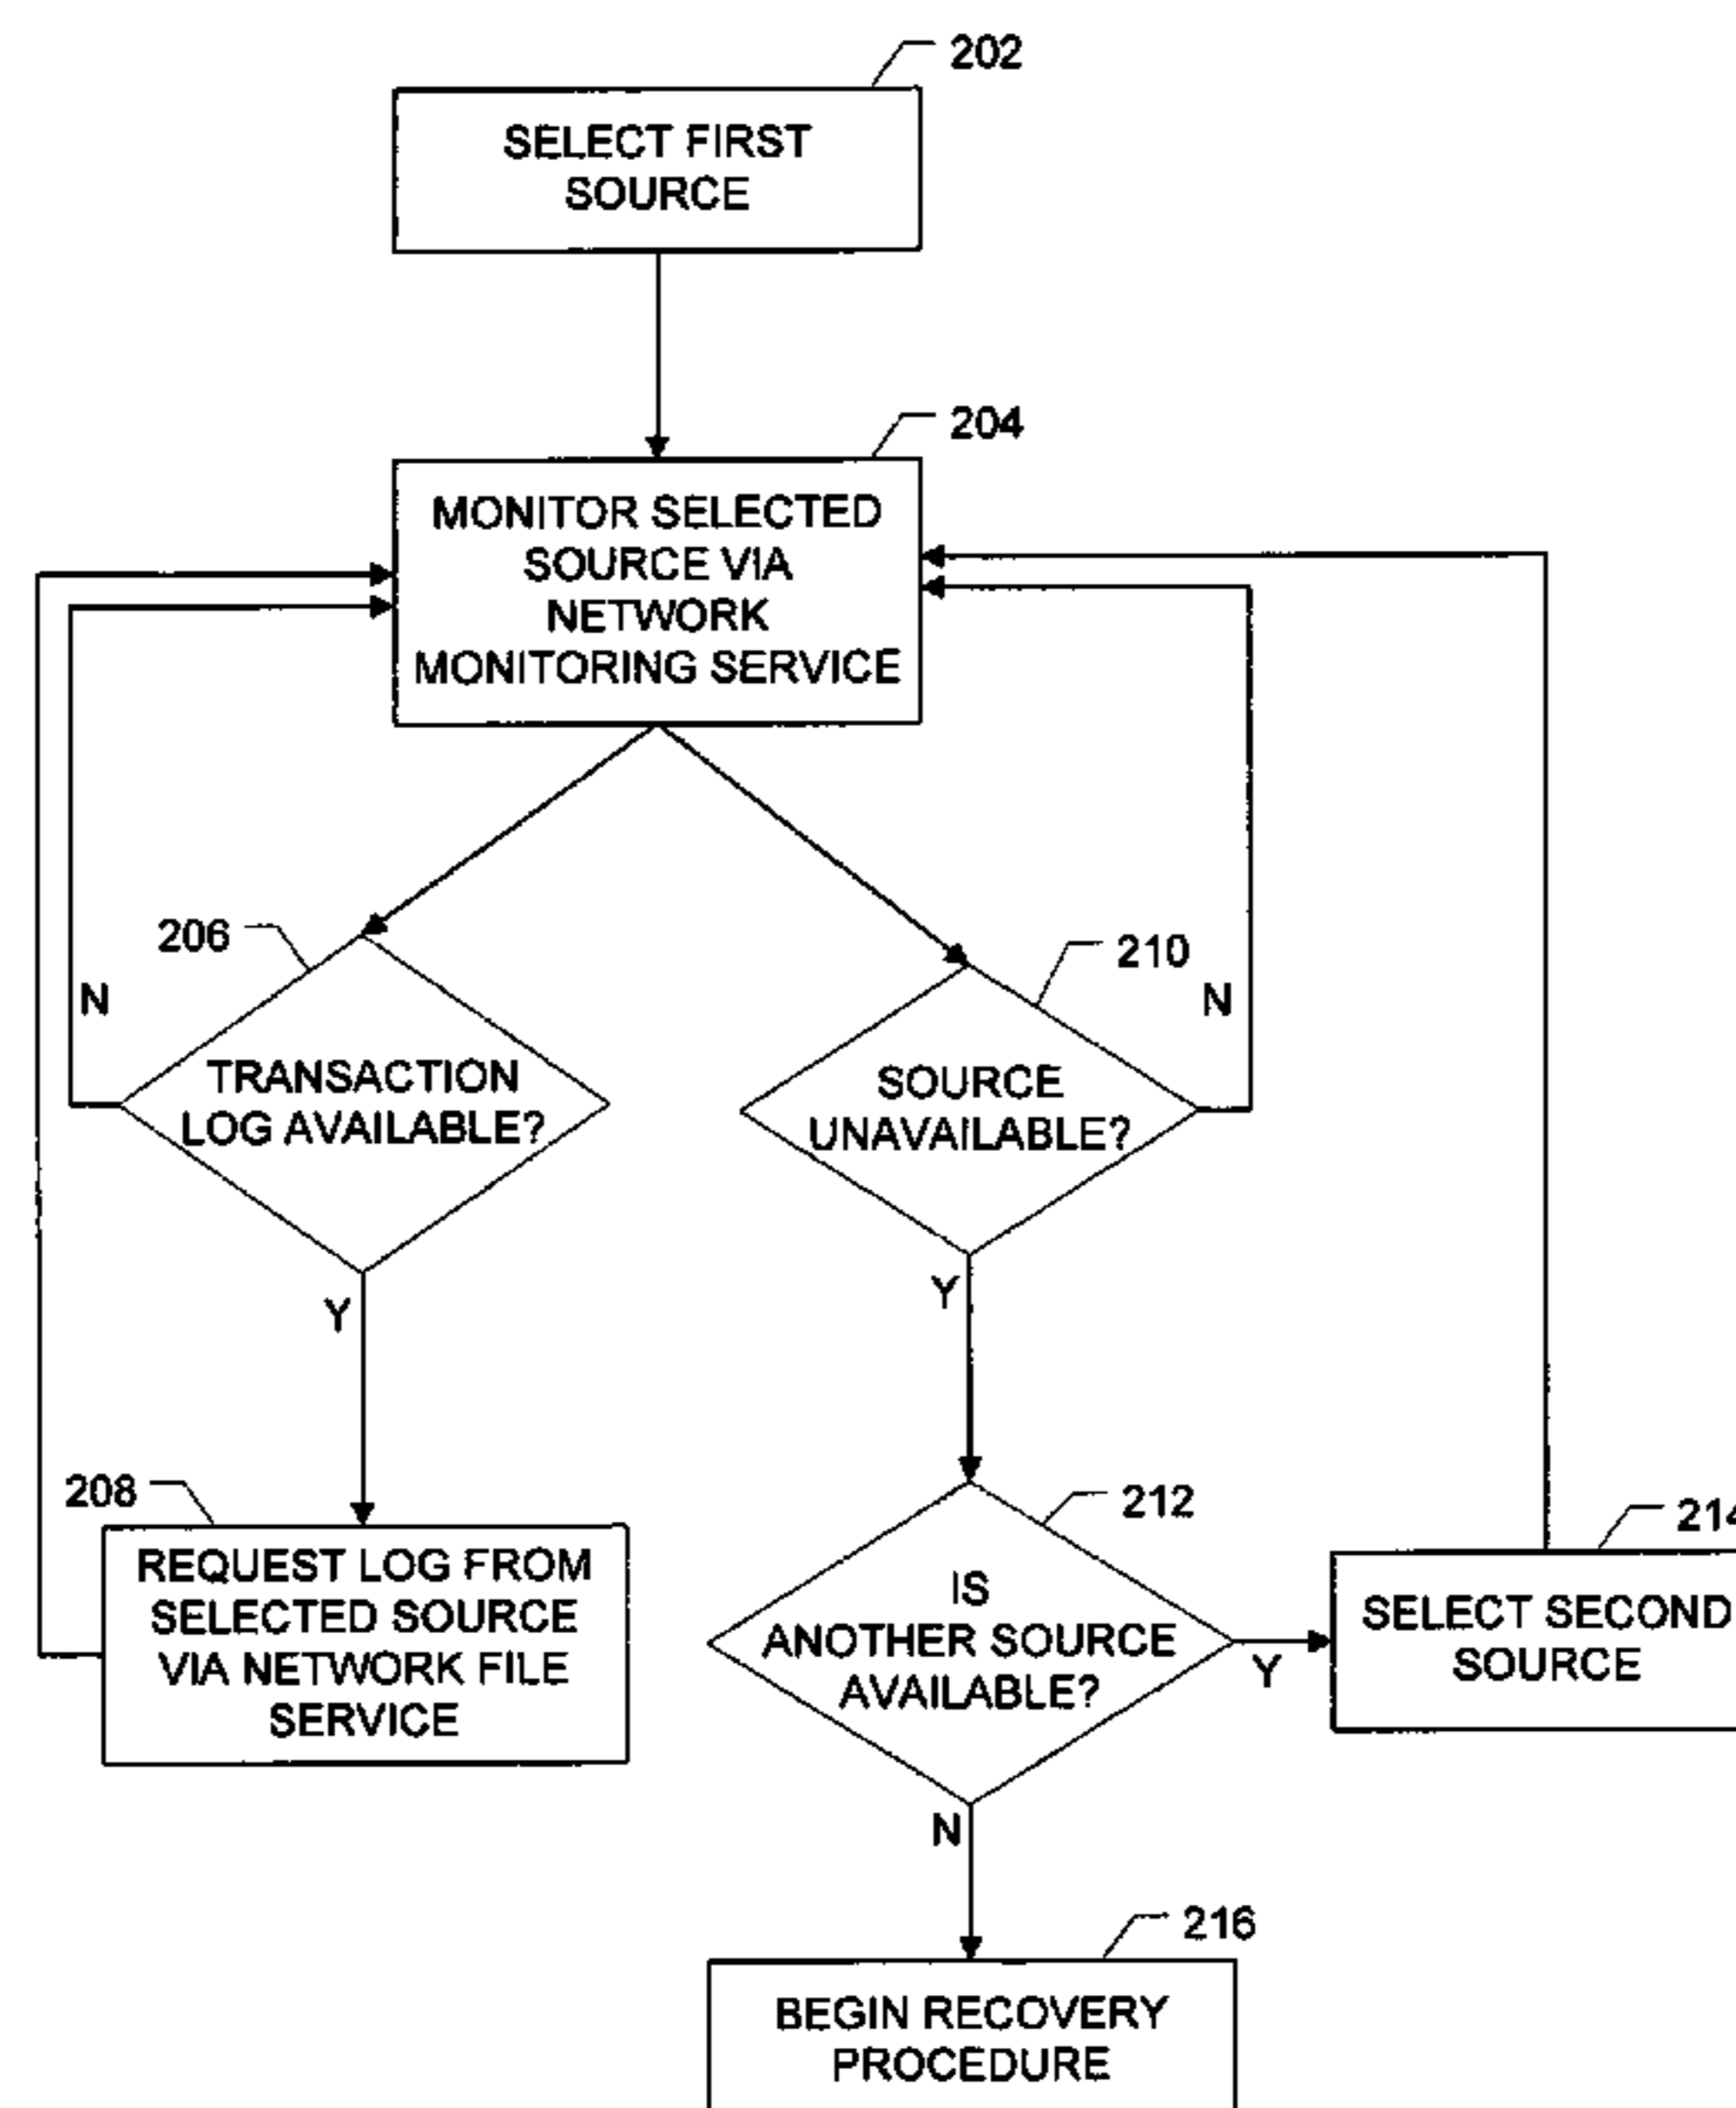 202
SELECT FIRST
SOURCE
204
MONITOR SELECTED
SOURCE VIA
NETWORK
MONITORING SERVICE
206
N
TRANSACTION
LOG AVAILABLE?
Y
210
N
SOURCE
UNAVAILABLE?
Y
208
REQUEST LOG FROM
SELECTED SOURCE
VIA NETWORK FILE
SERVICE
212
IS
ANOTHER SOURCE
AVAILABLE?
Y
N
214
SELECT SECOND
SOURCE
216
BEGIN RECOVERY
PROCEDURE